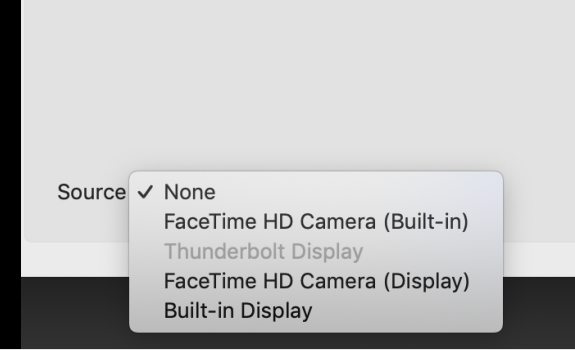 Source ✓ None
FaceTime HD Camera (Built-in)
Thunderbolt Display
FaceTime HD Camera (Display)
Built-in Display